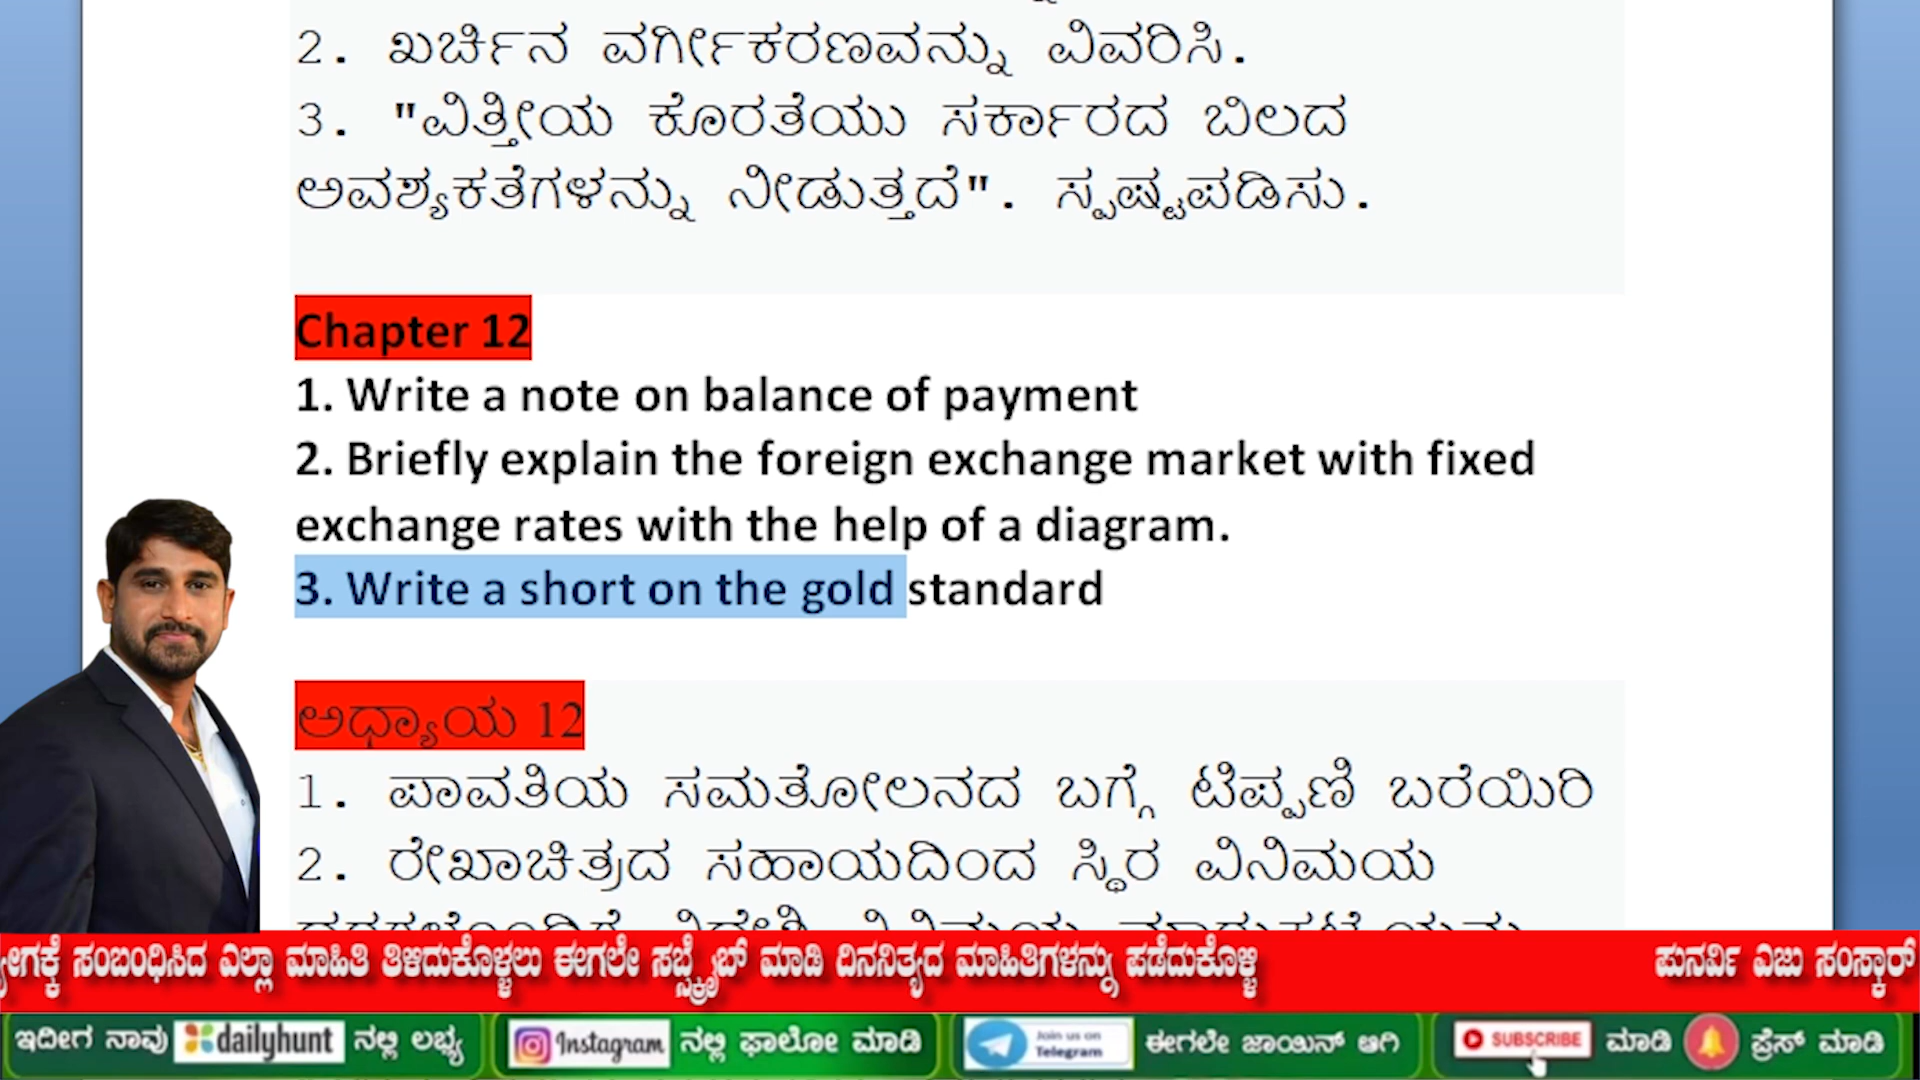 2. ಖರ್ಚಿನ ವರ್ಗೀಕರಣವನ್ನು ವಿವರಿಸಿ.
3. "ವಿತ್ತೀಯ ಕೊರತೆಯು ಸರ್ಕಾರದ ಬಿಲದ
ಅವಶ್ಯಕತೆಗಳನ್ನು ನೀಡುತ್ತದೆ". ಸ್ಪಷ್ಟಪಡಿಸು.
Chapter 12
1. Write a note on balance of payment
2. Briefly explain the foreign exchange market with fixed
exchange rates with the help of a diagram.
3. Write a short on the gold standard
ಅಧ್ಯಾಯ 12
1. ಪಾವತಿಯ ಸಮತೋಲನದ ಬಗ್ಗೆ ಟಿಪ್ಪಣಿ ಬರೆಯಿರಿ
2. ರೇಖಾಚಿತ್ರದ ಸಹಾಯದಿಂದ ಸ್ಥಿರ ವಿನಿಮಯ
ಸಂಬಂಧಿಸಿದ ಎಲ್ಲಾ ಮಾಹಿತಿ ತಿಳಿದುಕೊಳ್ಳಲು ಈಗಲೇ ಸಬ್ಸ್ಕ್ರೈಬ್ ಮಾಡಿ ದಿನನಿತ್ಯದ ಮಾಹಿತಿಗಳನ್ನು ಪಡೆದುಕೊಳ್ಳಿ ಪುನರ್ವಿ ಎಜು ಸಂಸ್ಕಾರ್
ಇದೀಗ ನಾವು dailyhunt ನಲ್ಲಿ ಲಭ್ಯ Instagram ನಲ್ಲಿ ಫಾಲೋ ಮಾಡಿ Join us on Telegram ಈಗಲೇ ಜಾಯಿನ್ ಆಗಿ SUBSCRIBE ಮಾಡಿ ಪ್ರೆಸ್ ಮಾಡಿ